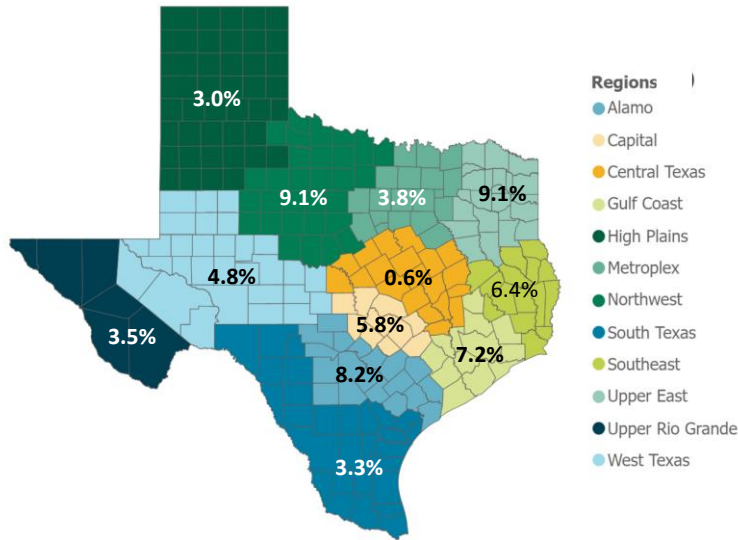 3.0%
9.1%
3.8%
9.1%
4.8%
0.6%
6.4%
3.5%
5.8%
7.2%
8.2%
3.3%
Regions )
Alamo
Capital
Central Texas
Gulf Coast
High Plains
Metroplex
Northwest
South Texas
Southeast
Upper East
Upper Rio Grande
West Texas